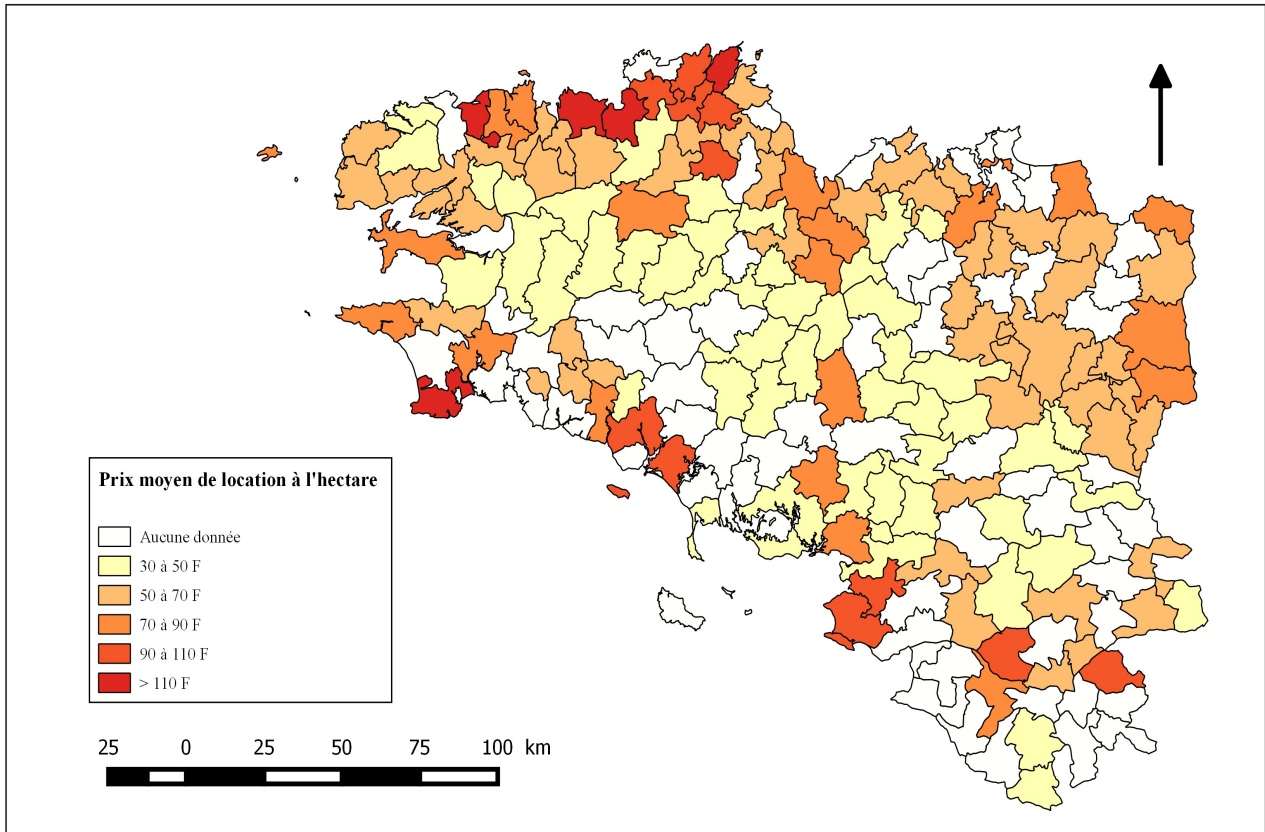 Prix moyen de location à l'hectare
Aucune donnée
30 à 50 F
50 à 70 F
70 à 90 F
90 à 110 F
> 110 F
25 0 25 50 75 100 km